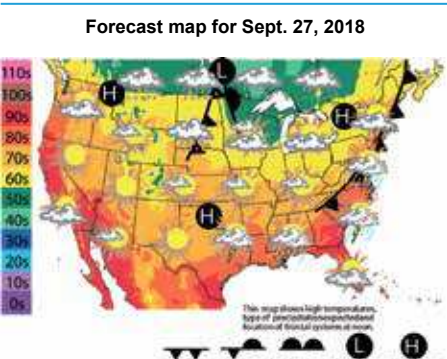 Forecast map for Sept. 27, 2018
L
110s
100s
H
90s
H
80s
70s
60s
50s
40s
H
30s
20s
10s
0s
This map shows high temperatures,
type of precipitation expected and
location of frontal systems at noon.
L
H